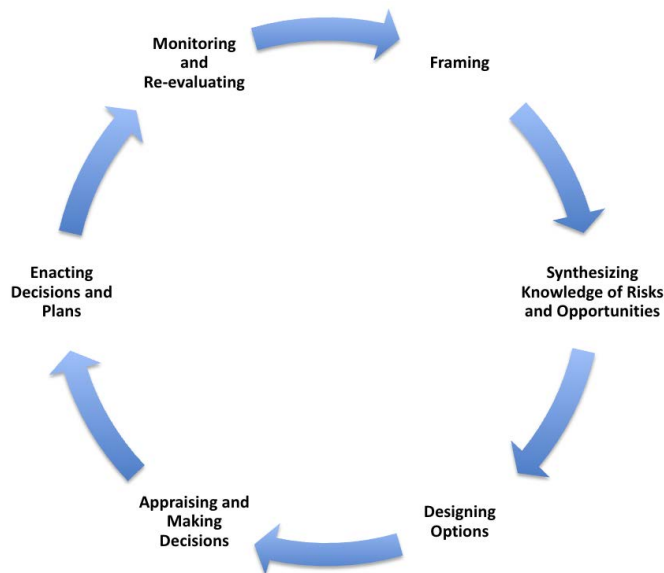 Monitoring
and
Re-evaluating
Framing
Synthesizing
Knowledge of Risks
and Opportunities
Designing
Options
Appraising and
Making
Decisions
Enacting
Decisions and
Plans